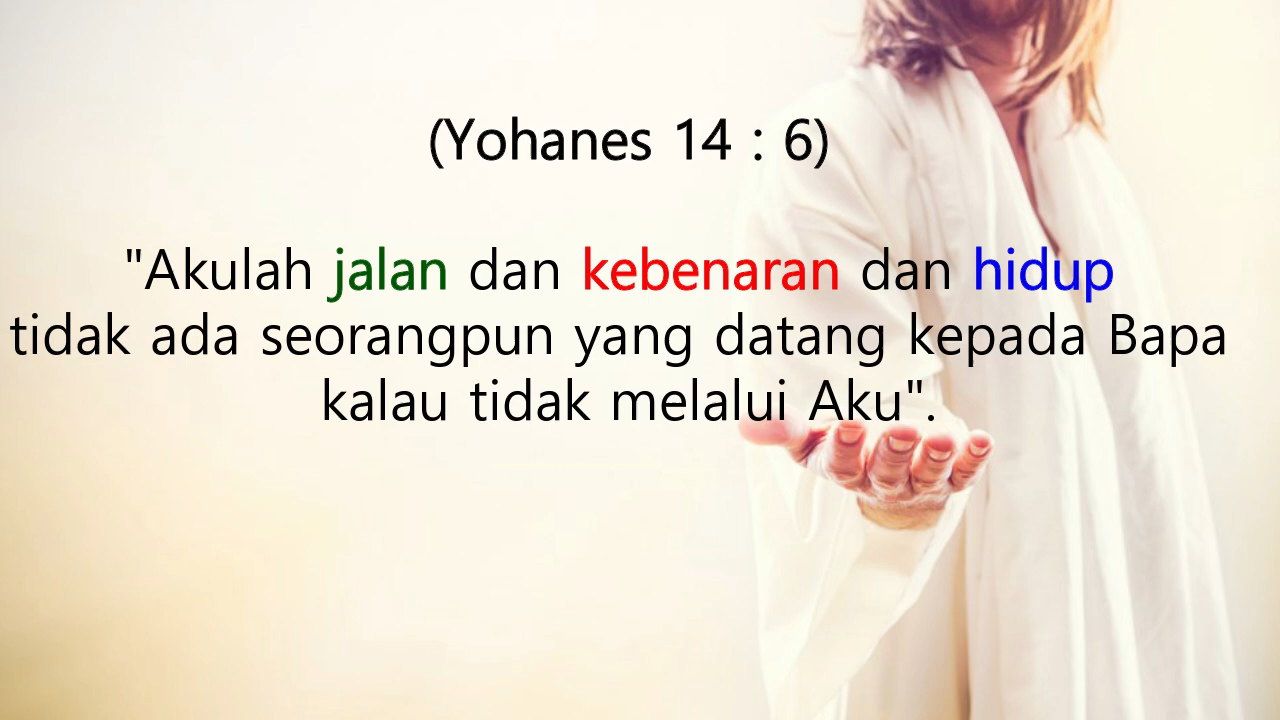 (Yohanes 14 : 6)
"Akulah jalan dan kebenaran dan hidup
tidak ada seorangpun yang datang kepada Bapa
kalau tidak melalui Aku".